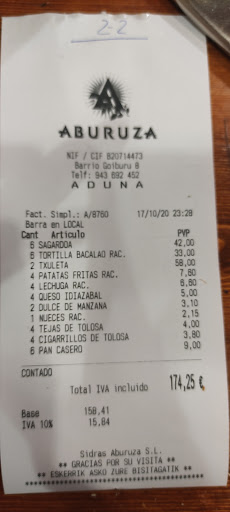 22
ABURUZA
NIF / CIF B20714473
Barrio Goiburu 8
Telf: 943 692 452
ADUNA
Fact. Simpl.: A/8760 17/10/20 23:28
Barra en LOCAL
Cant Artículo PVP
6 SAGARDOA 42,00
6 TORTILLA BACALAO RAC. 33,00
2 TXULETA 58,00
4 PATATAS FRITAS RAC. 7,60
4 LECHUGA RAC. 6,60
4 QUESO IDIAZABAL 5,00
2 DULCE DE MANZANA 3,10
1 NUECES RAC. 2,15
4 TEJAS DE TOLOSA 4,00
4 CIGARRILLOS DE TOLOSA 3,80
6 PAN CASERO 9,00
CONTADO
Total IVA incluido 174,25 €
Base 158,41
IVA 10% 15,84
Sidras Aburuza S.L.
** GRACIAS POR SU VISITA **
** ESKERRIK ASKO ZURE BISITAGATIK **